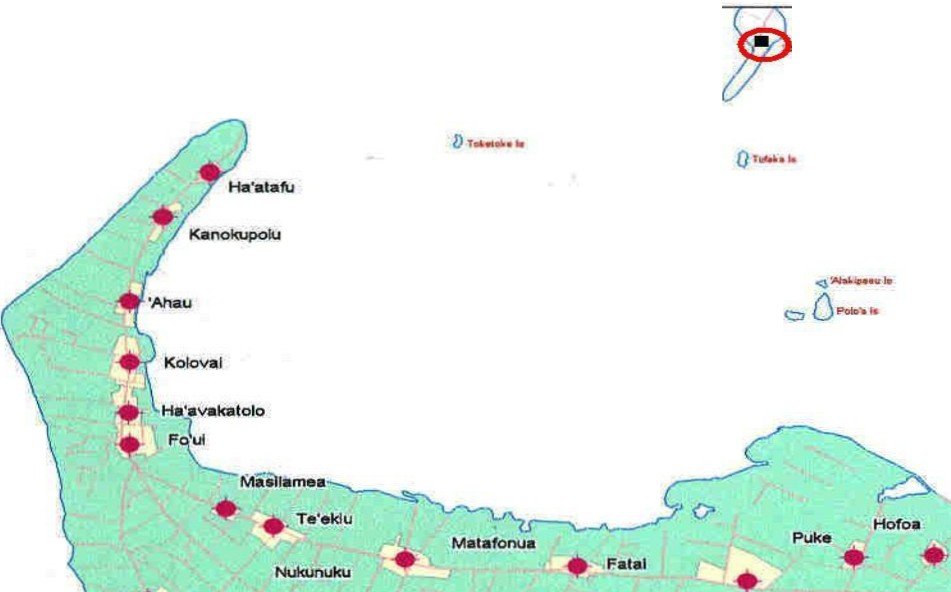 Toketoke Is
Tufaka Is
Ha'atafu
Kanokupolu
'Ahau
'Alakipeau Is
Polo'a Is
Kolovai
Ha'avakatolo
Fo'ui
Masilamea
Te'ekiu
Nukunuku
Matafonua
Fatai
Puke
Hofoa